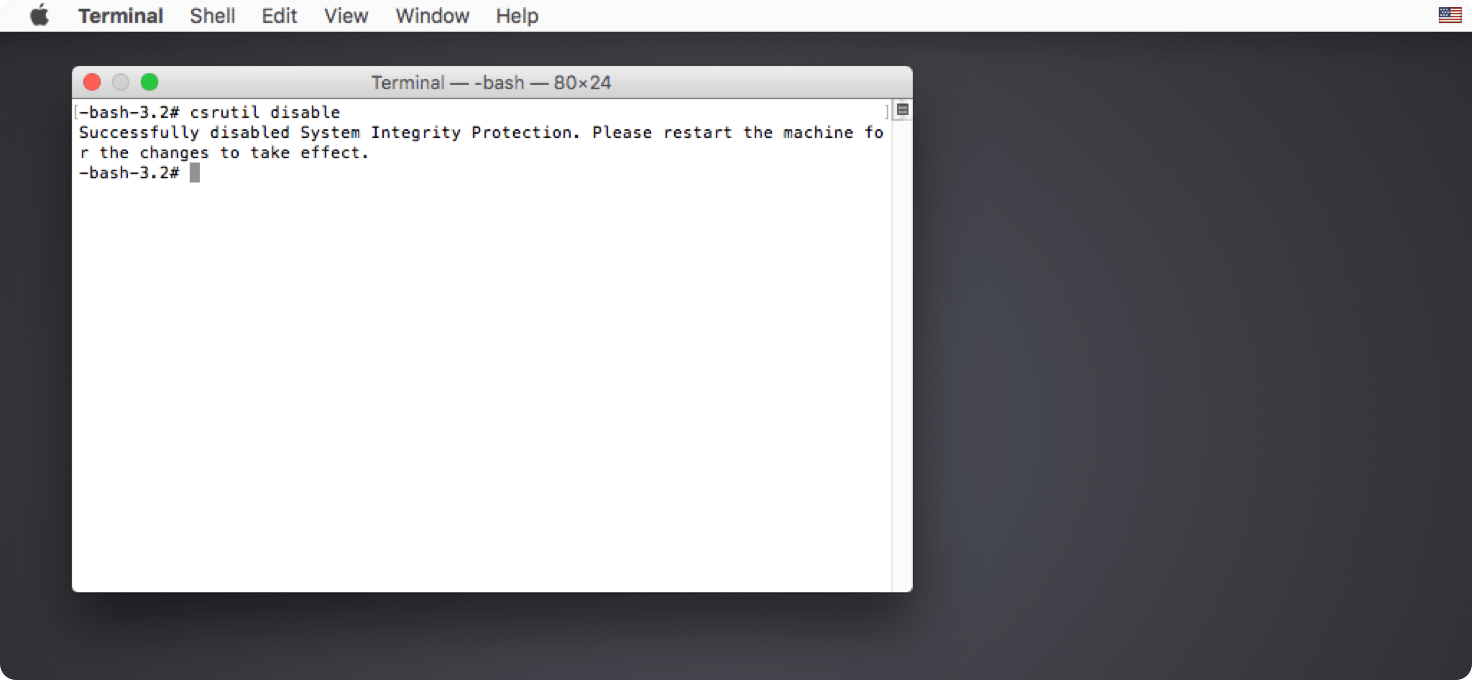 Terminal Shell Edit View Window Help
Terminal — -bash — 80×24
[-bash-3.2# csrutil disable ]
Successfully disabled System Integrity Protection. Please restart the machine fo
r the changes to take effect.
-bash-3.2#